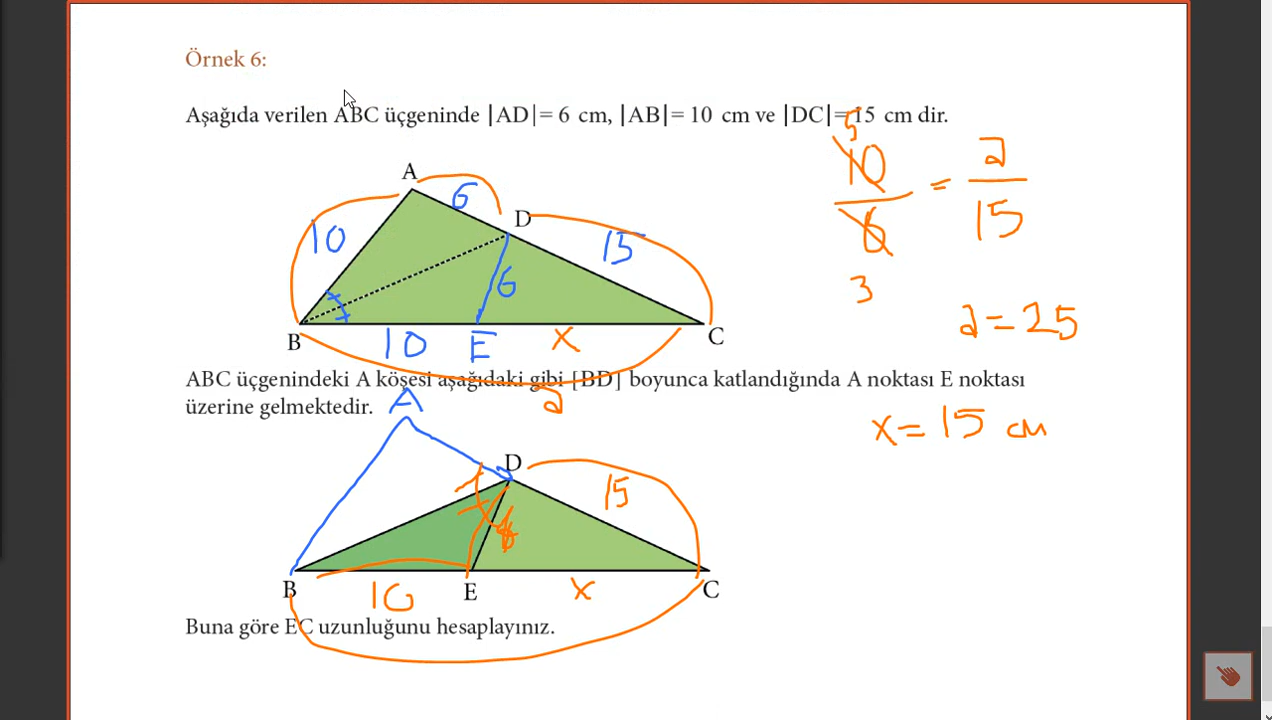 Örnek 6:
Aşağıda verilen ABC üçgeninde |AD|= 6 cm, |AB|= 10 cm ve |DC|= 15 cm dir.
5
10/6 = a/15
3
a = 25
x = 15 cm
A
6
D
10
15
6
B
10
E
x
C
a
ABC üçgenindeki A köşesi aşağıdaki gibi [BD] boyunca katlandığında A noktası E noktası
üzerine gelmektedir.
A
D
15
B
10
E
x
C
Buna göre EC uzunluğunu hesaplayınız.